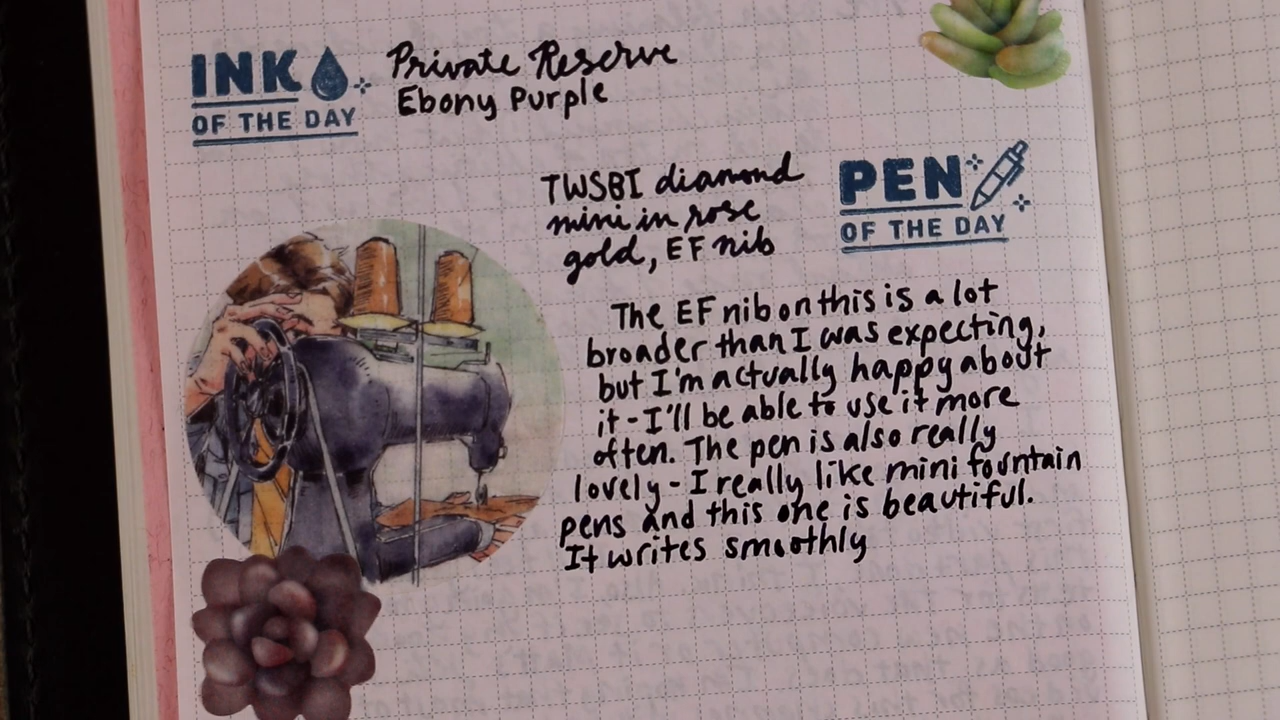 INK
OF THE DAY
Private Reserve
Ebony Purple
TWSBI diamond
mini in rose
gold, EF nib
PEN
OF THE DAY
The EF nib on this is a lot
broader than I was expecting,
but I'm actually happy about
it - I'll be able to use it more
often. The pen is also really
lovely - I really like mini fountain
pens and this one is beautiful.
It writes smoothly